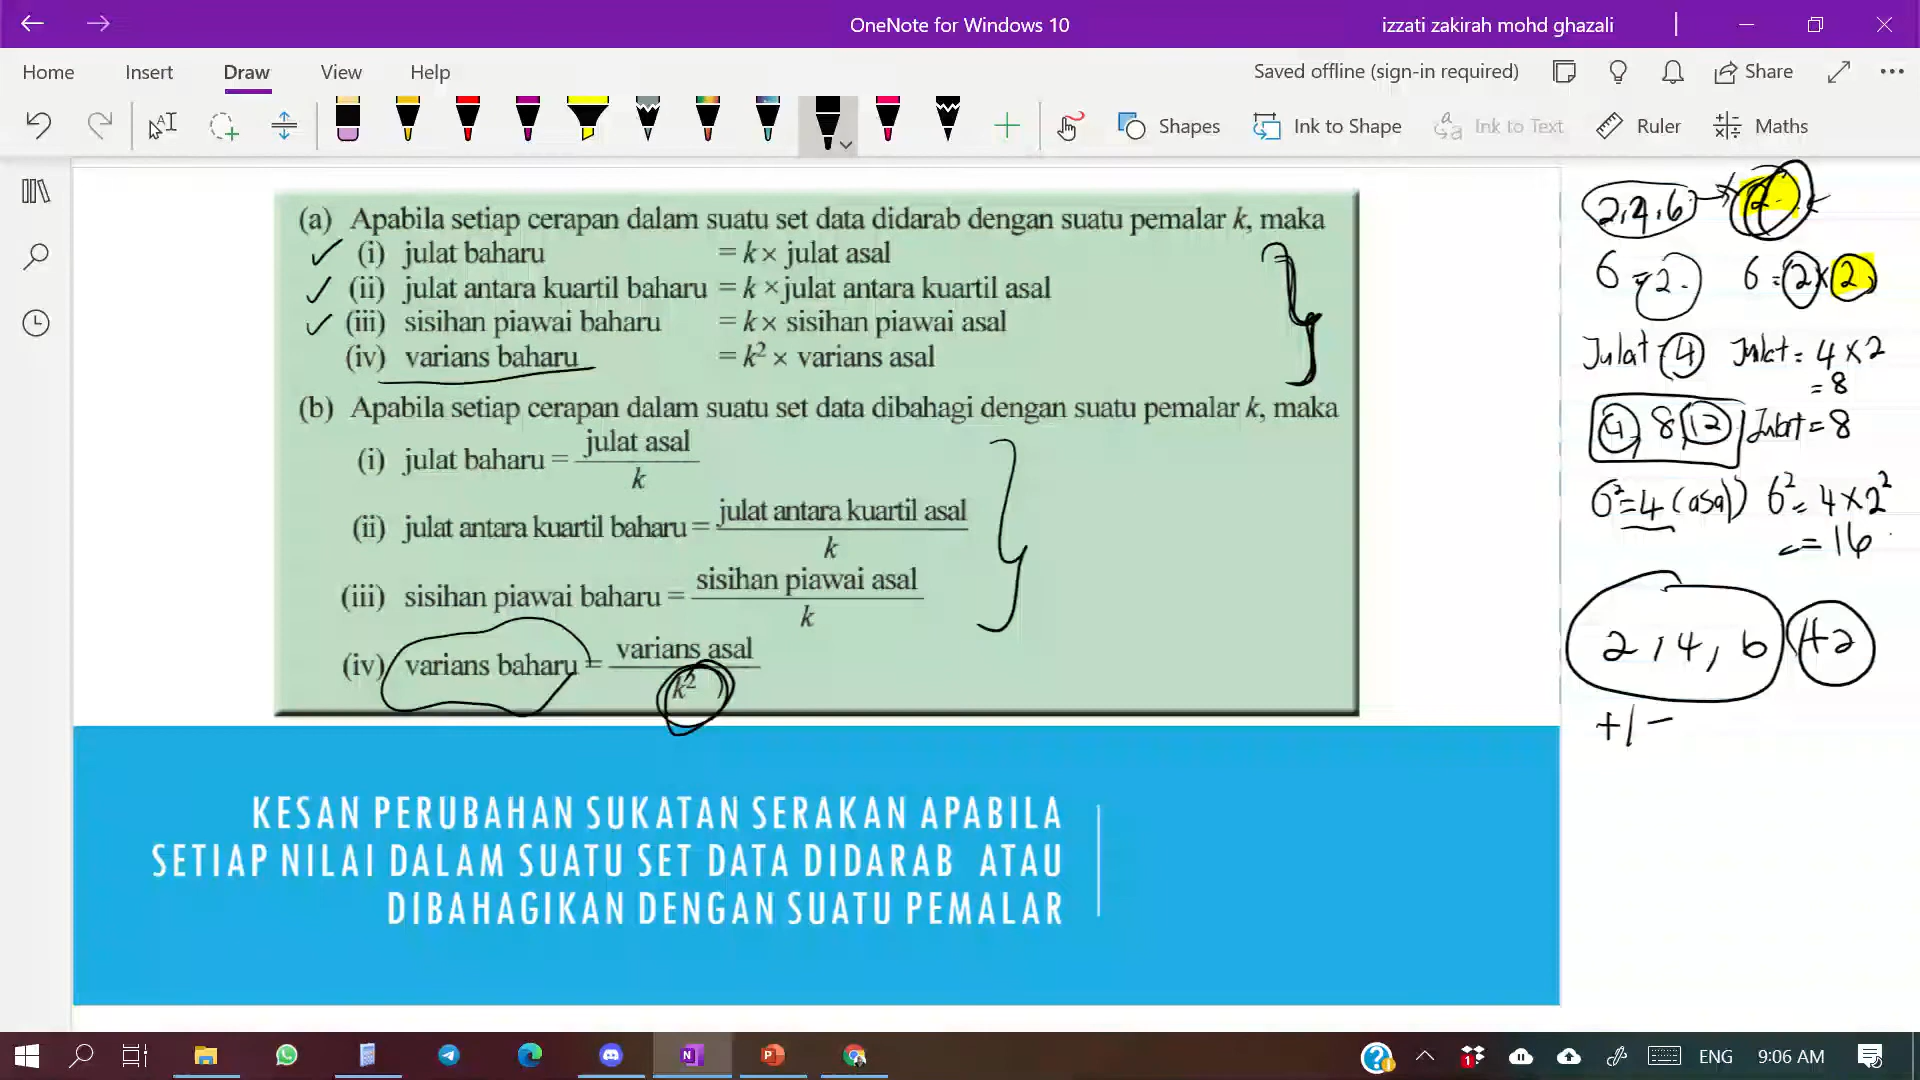 OneNote for Windows 10
izzati zakirah mohd ghazali
Home Insert Draw View Help
Saved offline (sign-in required)
Share
Shapes
Ink to Shape
Ink to Text
Ruler
Maths
(a) Apabila setiap cerapan dalam suatu set data didarab dengan suatu pemalar k, maka
(i) julat baharu = k × julat asal
(ii) julat antara kuartil baharu = k × julat antara kuartil asal
(iii) sisihan piawai baharu = k × sisihan piawai asal
(iv) varians baharu = k² × varians asal
(b) Apabila setiap cerapan dalam suatu set data dibahagi dengan suatu pemalar k, maka
(i) julat baharu = julat asal / k
(ii) julat antara kuartil baharu = julat antara kuartil asal / k
(iii) sisihan piawai baharu = sisihan piawai asal / k
(iv) varians baharu = varians asal / k²
KESAN PERUBAHAN SUKATAN SERAKAN APABILA
SETIAP NILAI DALAM SUATU SET DATA DIDARAB ATAU
DIBAHAGIKAN DENGAN SUATU PEMALAR
2,4,6 × 2
σ = 2 σ = 2 × 2
Julat = 4 Julat = 4 × 2
= 8
4, 8, 12 Julat = 8
σ² = 4 (asal) σ² = 4 × 2²
= 16
2, 4, 6 +2
+/-
ENG
9:06 AM